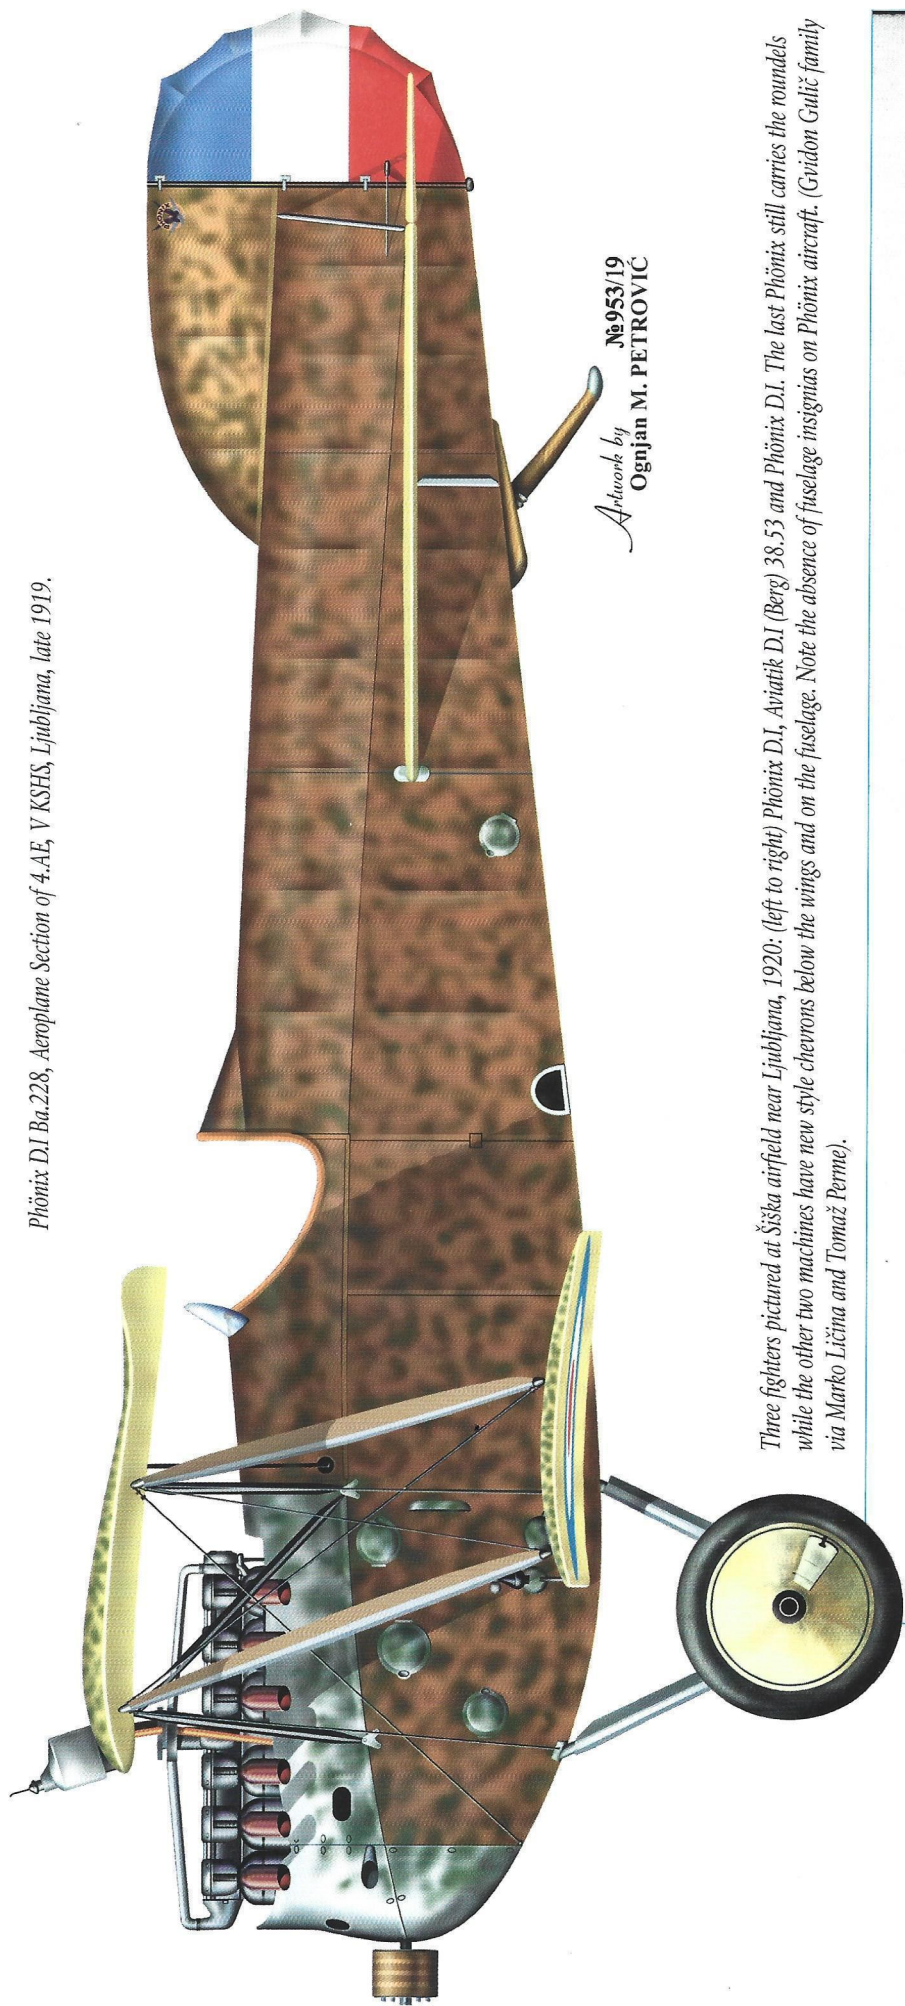 Phönix D.I Ba.228, Aeroplane Section of 4.AE, V KSHS, Ljubljana, late 1919.
Artwork by №953/19
Ognjan M. PETROVIĆ
Three fighters pictured at Šiška airfield near Ljubljana, 1920: (left to right) Phönix D.I, Aviatik D.I (Berg) 38.53 and Phönix D.I. The last Phönix still carries the roundels
while the other two machines have new style chevrons below the wings and on the fuselage. Note the absence of fuselage insignias on Phönix aircraft. (Gvidon Gulič family
via Marko Ličina and Tomaž Perme).